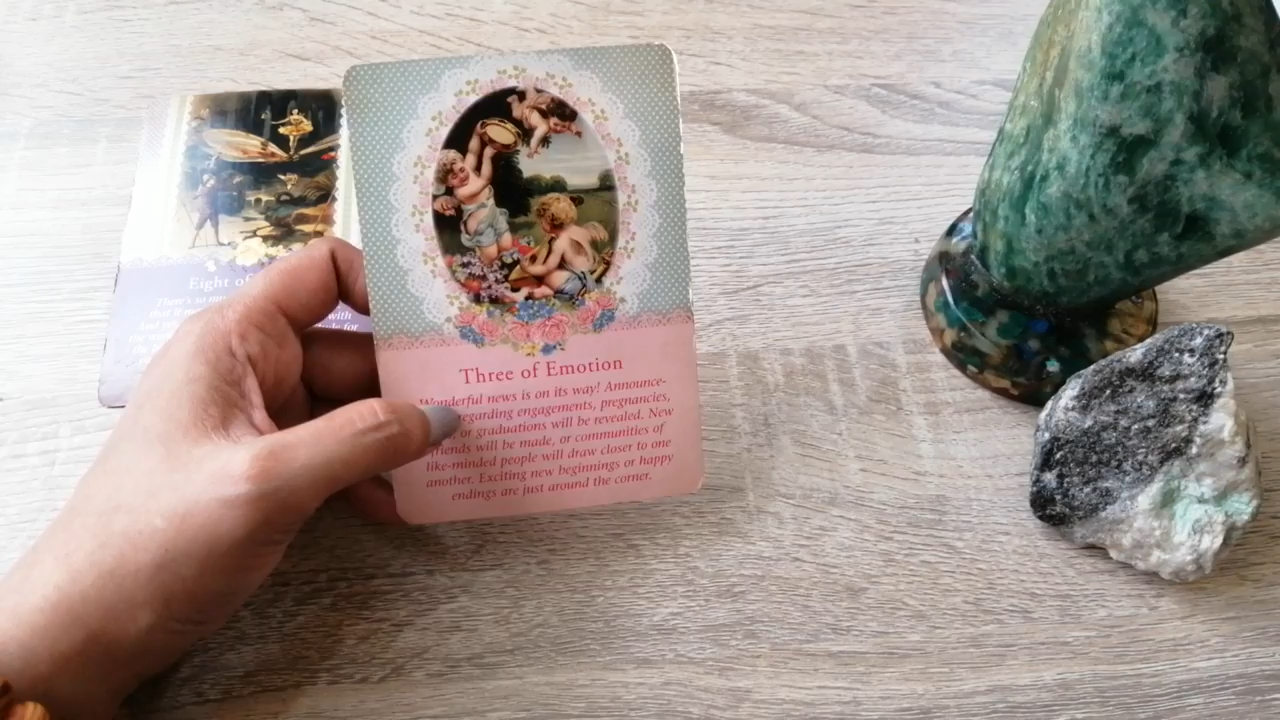 Eight of
There's so
that it
with
for
Three of Emotion
Wonderful news is on its way! Announce-
regarding engagements, pregnancies,
or graduations will be revealed. New
friends will be made, or communities of
like-minded people will draw closer to one
another. Exciting new beginnings or happy
endings are just around the corner.